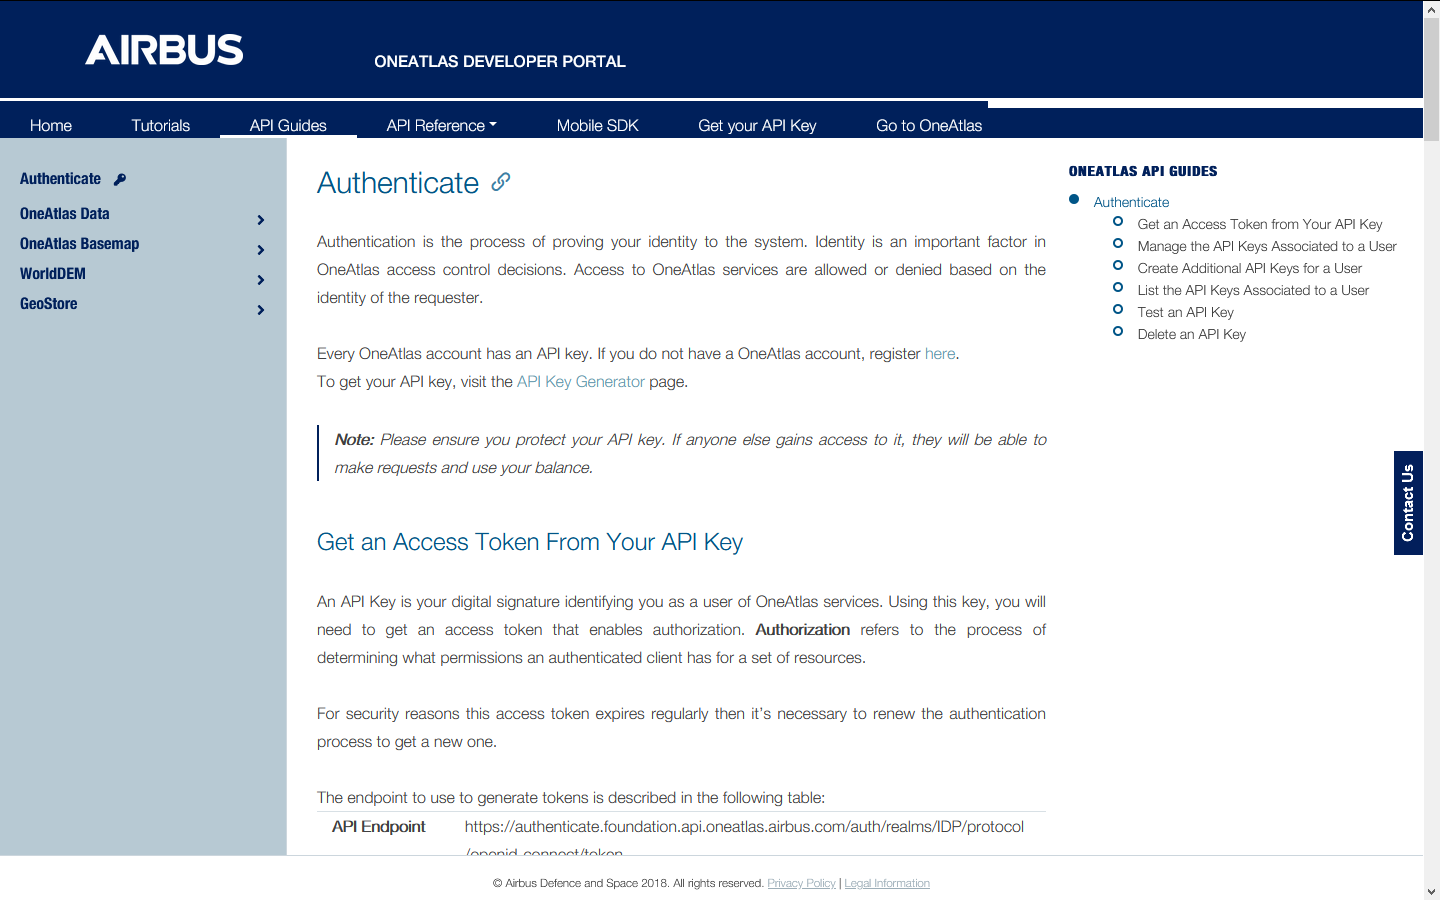 AIRBUS
ONEATLAS DEVELOPER PORTAL
Home
Tutorials
API Guides
API Reference
Mobile SDK
Get your API Key
Go to OneAtlas
Authenticate
OneAtlas Data
OneAtlas Basemap
WorldDEM
GeoStore
Authenticate
Authentication is the process of proving your identity to the system. Identity is an important factor in
OneAtlas access control decisions. Access to OneAtlas services are allowed or denied based on the
identity of the requester.
Every OneAtlas account has an API key. If you do not have a OneAtlas account, register here.
To get your API key, visit the API Key Generator page.
Note: Please ensure you protect your API key. If anyone else gains access to it, they will be able to
make requests and use your balance.
Get an Access Token From Your API Key
An API Key is your digital signature identifying you as a user of OneAtlas services. Using this key, you will
need to get an access token that enables authorization. Authorization refers to the process of
determining what permissions an authenticated client has for a set of resources.
For security reasons this access token expires regularly then it's necessary to renew the authentication
process to get a new one.
The endpoint to use to generate tokens is described in the following table:
API Endpoint https://authenticate.foundation.api.oneatlas.airbus.com/auth/realms/IDP/protocol
/openid-connect/token
ONEATLAS API GUIDES
Authenticate
Get an Access Token from Your API Key
Manage the API Keys Associated to a User
Create Additional API Keys for a User
List the API Keys Associated to a User
Test an API Key
Delete an API Key
Contact Us
© Airbus Defence and Space 2018. All rights reserved. Privacy Policy | Legal Information